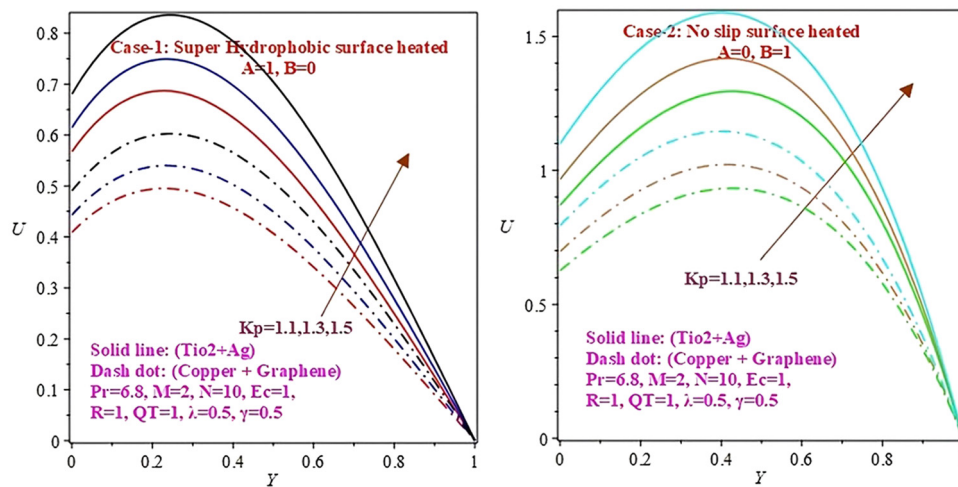 Case-1: Super Hydrophobic surface heated
A=1, B=0
0.8
0.7
0.6
0.5
U
0.4
0.3
0.2
0.1
0
Kp=1.1,1.3,1.5
Solid line: (Tio2+Ag)
Dash dot: (Copper + Graphene)
Pr=6.8, M=2, N=10, Ec=1,
R=1, QT=1, λ=0.5, γ=0.5
0 0.2 0.4 0.6 0.8 1
Y
Case-2: No slip surface heated
A=0, B=1
1.5
1
U
0.5
0
Kp=1.1,1.3,1.5
Solid line: (Tio2+Ag)
Dash dot: (Copper + Graphene)
Pr=6.8, M=2, N=10, Ec=1,
R=1, QT=1, λ=0.5, γ=0.5
0 0.2 0.4 0.6 0.8
Y